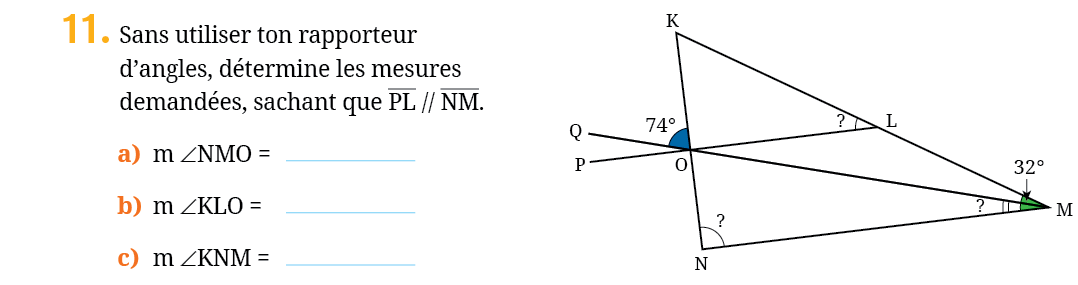 11. Sans utiliser ton rapporteur
d’angles, détermine les mesures
demandées, sachant que PL // NM.
a) m ∠NMO =
b) m ∠KLO =
c) m ∠KNM =
K
74°
? L
Q
P
O
32°
?
M
?
N